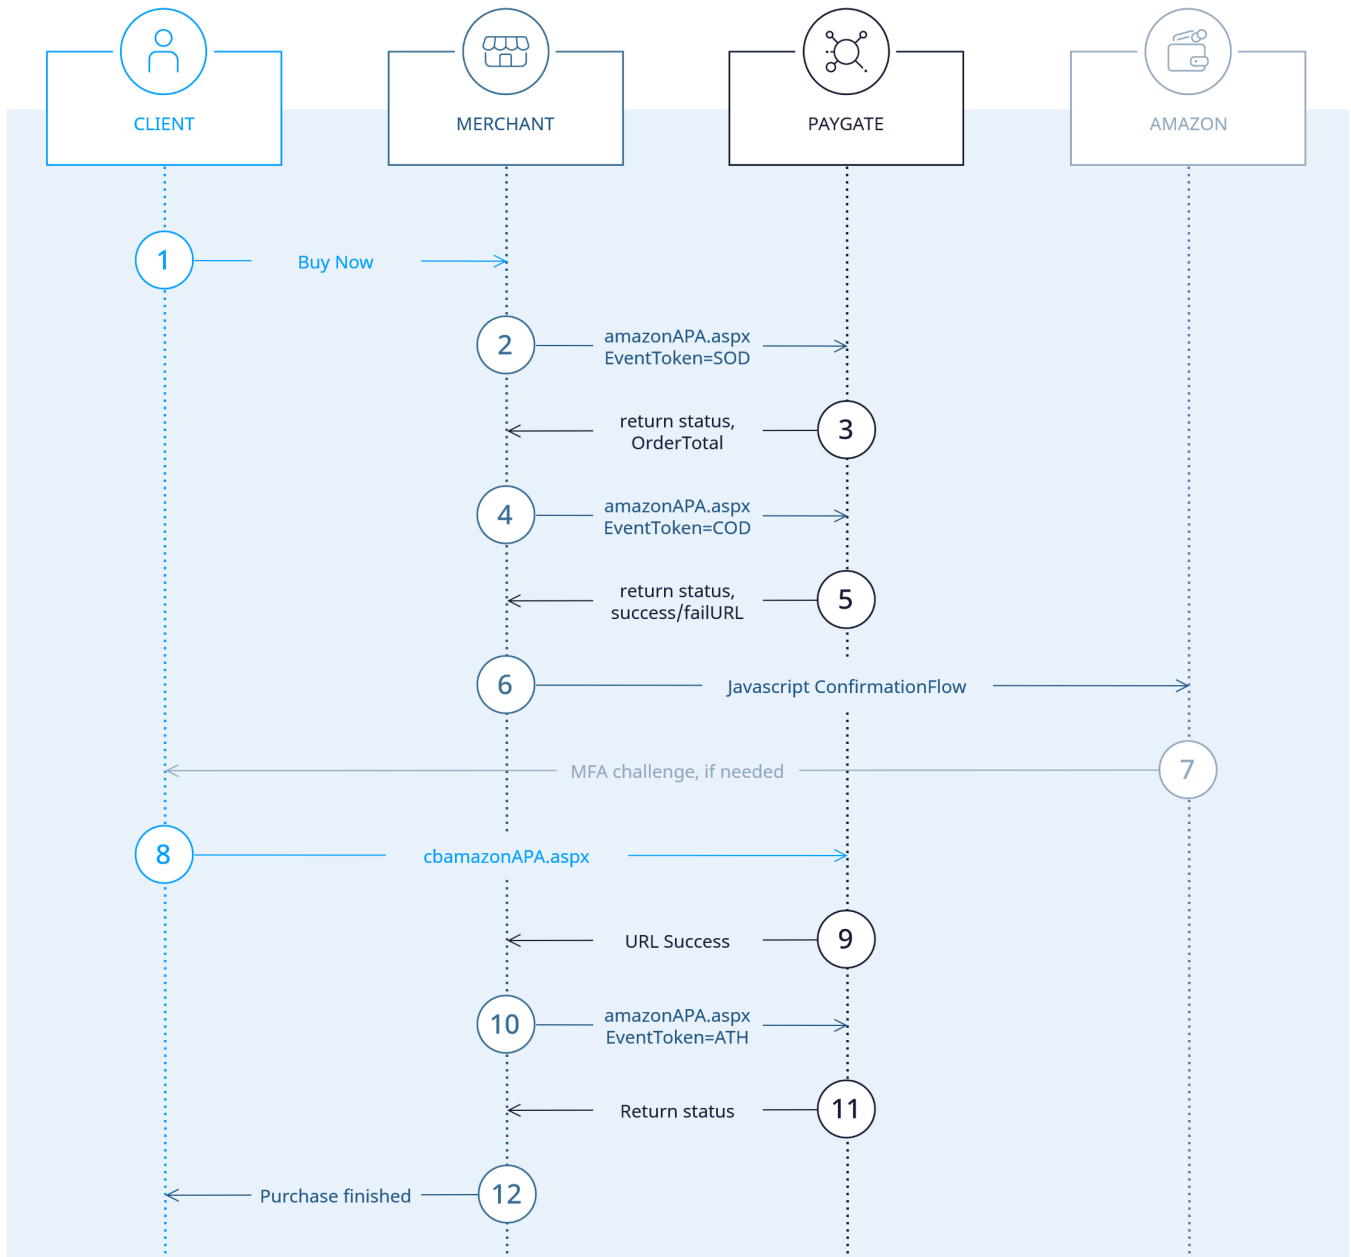 CLIENT
MERCHANT
PAYGATE
AMAZON
1
Buy Now
2
amazonAPA.aspx
EventToken=SOD
return status,
OrderTotal
3
4
amazonAPA.aspx
EventToken=COD
return status,
success/failURL
5
6
Javascript ConfirmationFlow
MFA challenge, if needed
7
8
cbamazonAPA.aspx
URL Success
9
10
amazonAPA.aspx
EventToken=ATH
Return status
11
Purchase finished
12